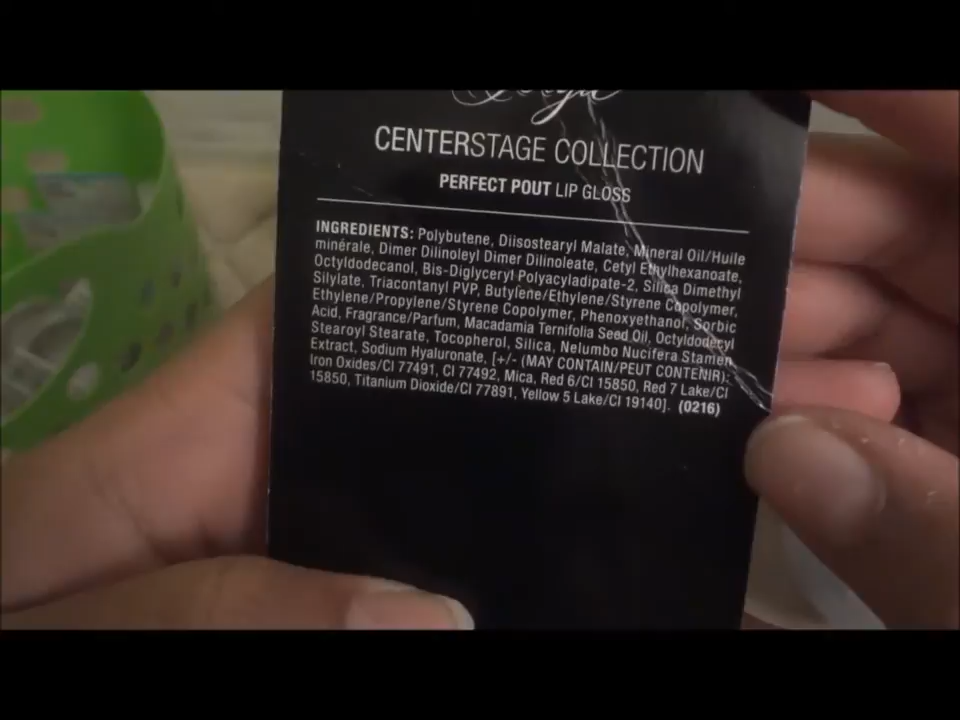 CENTERSTAGE COLLECTION
PERFECT POUT LIP GLOSS
INGREDIENTS: Polybutene, Diisostearyl Malate, Mineral Oil/Huile
minérale, Dimer Dilinoleyl Dimer Dilinoleate, Cetyl Ethylhexanoate,
Octyldodecanol, Bis-Diglyceryl Polyacyladipate-2, Silica Dimethyl
Silylate, Triacontanyl PVP, Butylene/Ethylene/Styrene Copolymer,
Ethylene/Propylene/Styrene Copolymer, Phenoxyethanol, Sorbic
Acid, Fragrance/Parfum, Macadamia Ternifolia Seed Oil, Octyldodecyl
Stearoyl Stearate, Tocopherol, Silica, Nelumbo Nucifera Stamen
Extract, Sodium Hyaluronate, [+/- (MAY CONTAIN/PEUT CONTENIR):
Iron Oxides/CI 77491, CI 77492, Mica, Red 6/CI 15850, Red 7 Lake/CI
15850, Titanium Dioxide/CI 77891, Yellow 5 Lake/CI 19140]. (0216)